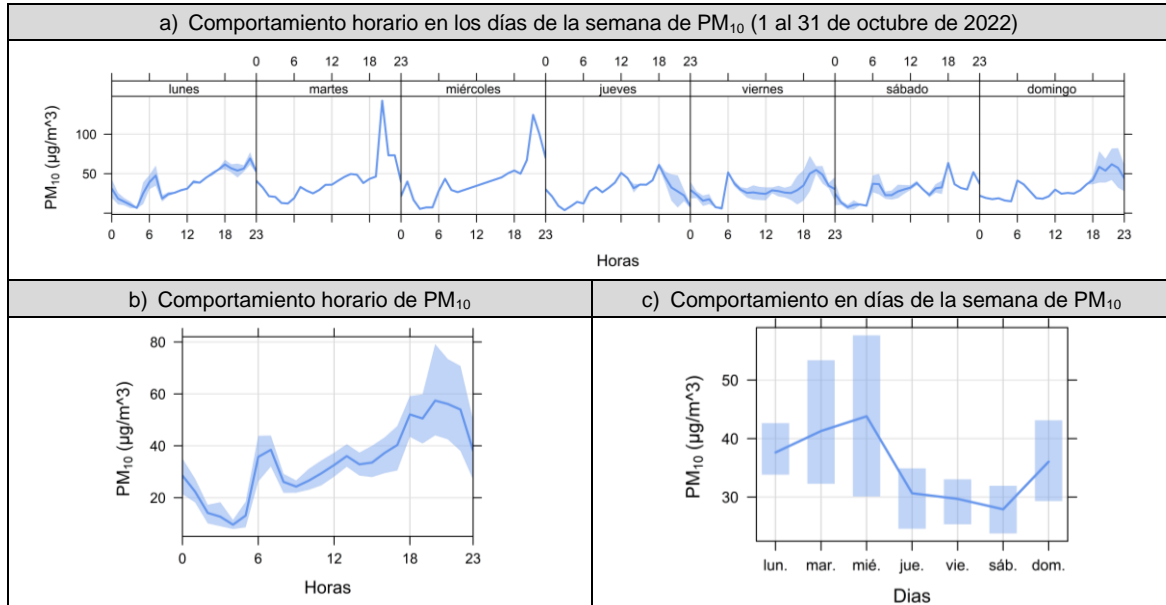 a) Comportamiento horario en los días de la semana de PM₁₀ (1 al 31 de octubre de 2022)
0 6 12 18 23 0 6 12 18 23 0 6 12 18 23
lunes martes miércoles jueves viernes sábado domingo
PM₁₀ (µg/m^3)
100
50
0 6 12 18 23 0 6 12 18 23 0 6 12 18 23 0 6 12 18 23
Horas
b) Comportamiento horario de PM₁₀
c) Comportamiento en días de la semana de PM₁₀
PM₁₀ (µg/m^3)
80
60
40
20
0 6 12 18 23
Horas
PM₁₀ (µg/m^3)
50
40
30
lun. mar. mié. jue. vie. sáb. dom.
Dias